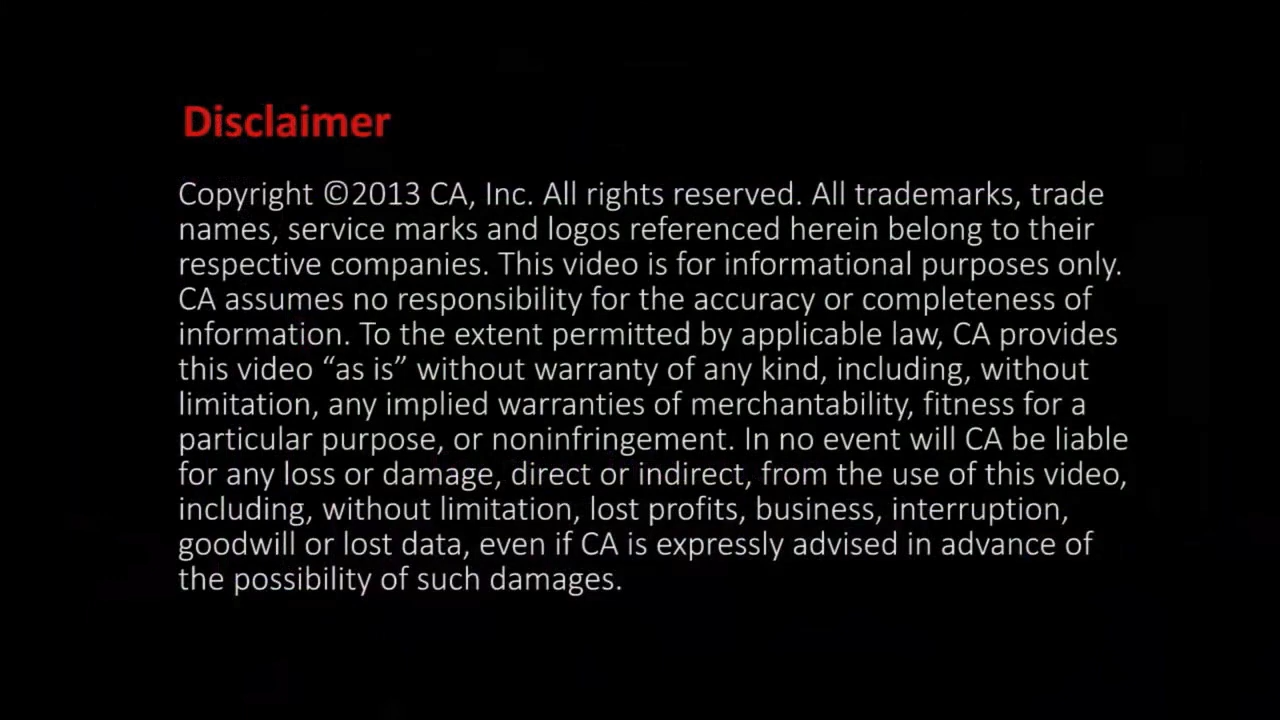 Disclaimer
Copyright ©2013 CA, Inc. All rights reserved. All trademarks, trade
names, service marks and logos referenced herein belong to their
respective companies. This video is for informational purposes only.
CA assumes no responsibility for the accuracy or completeness of
information. To the extent permitted by applicable law, CA provides
this video “as is” without warranty of any kind, including, without
limitation, any implied warranties of merchantability, fitness for a
particular purpose, or noninfringement. In no event will CA be liable
for any loss or damage, direct or indirect, from the use of this video,
including, without limitation, lost profits, business, interruption,
goodwill or lost data, even if CA is expressly advised in advance of
the possibility of such damages.